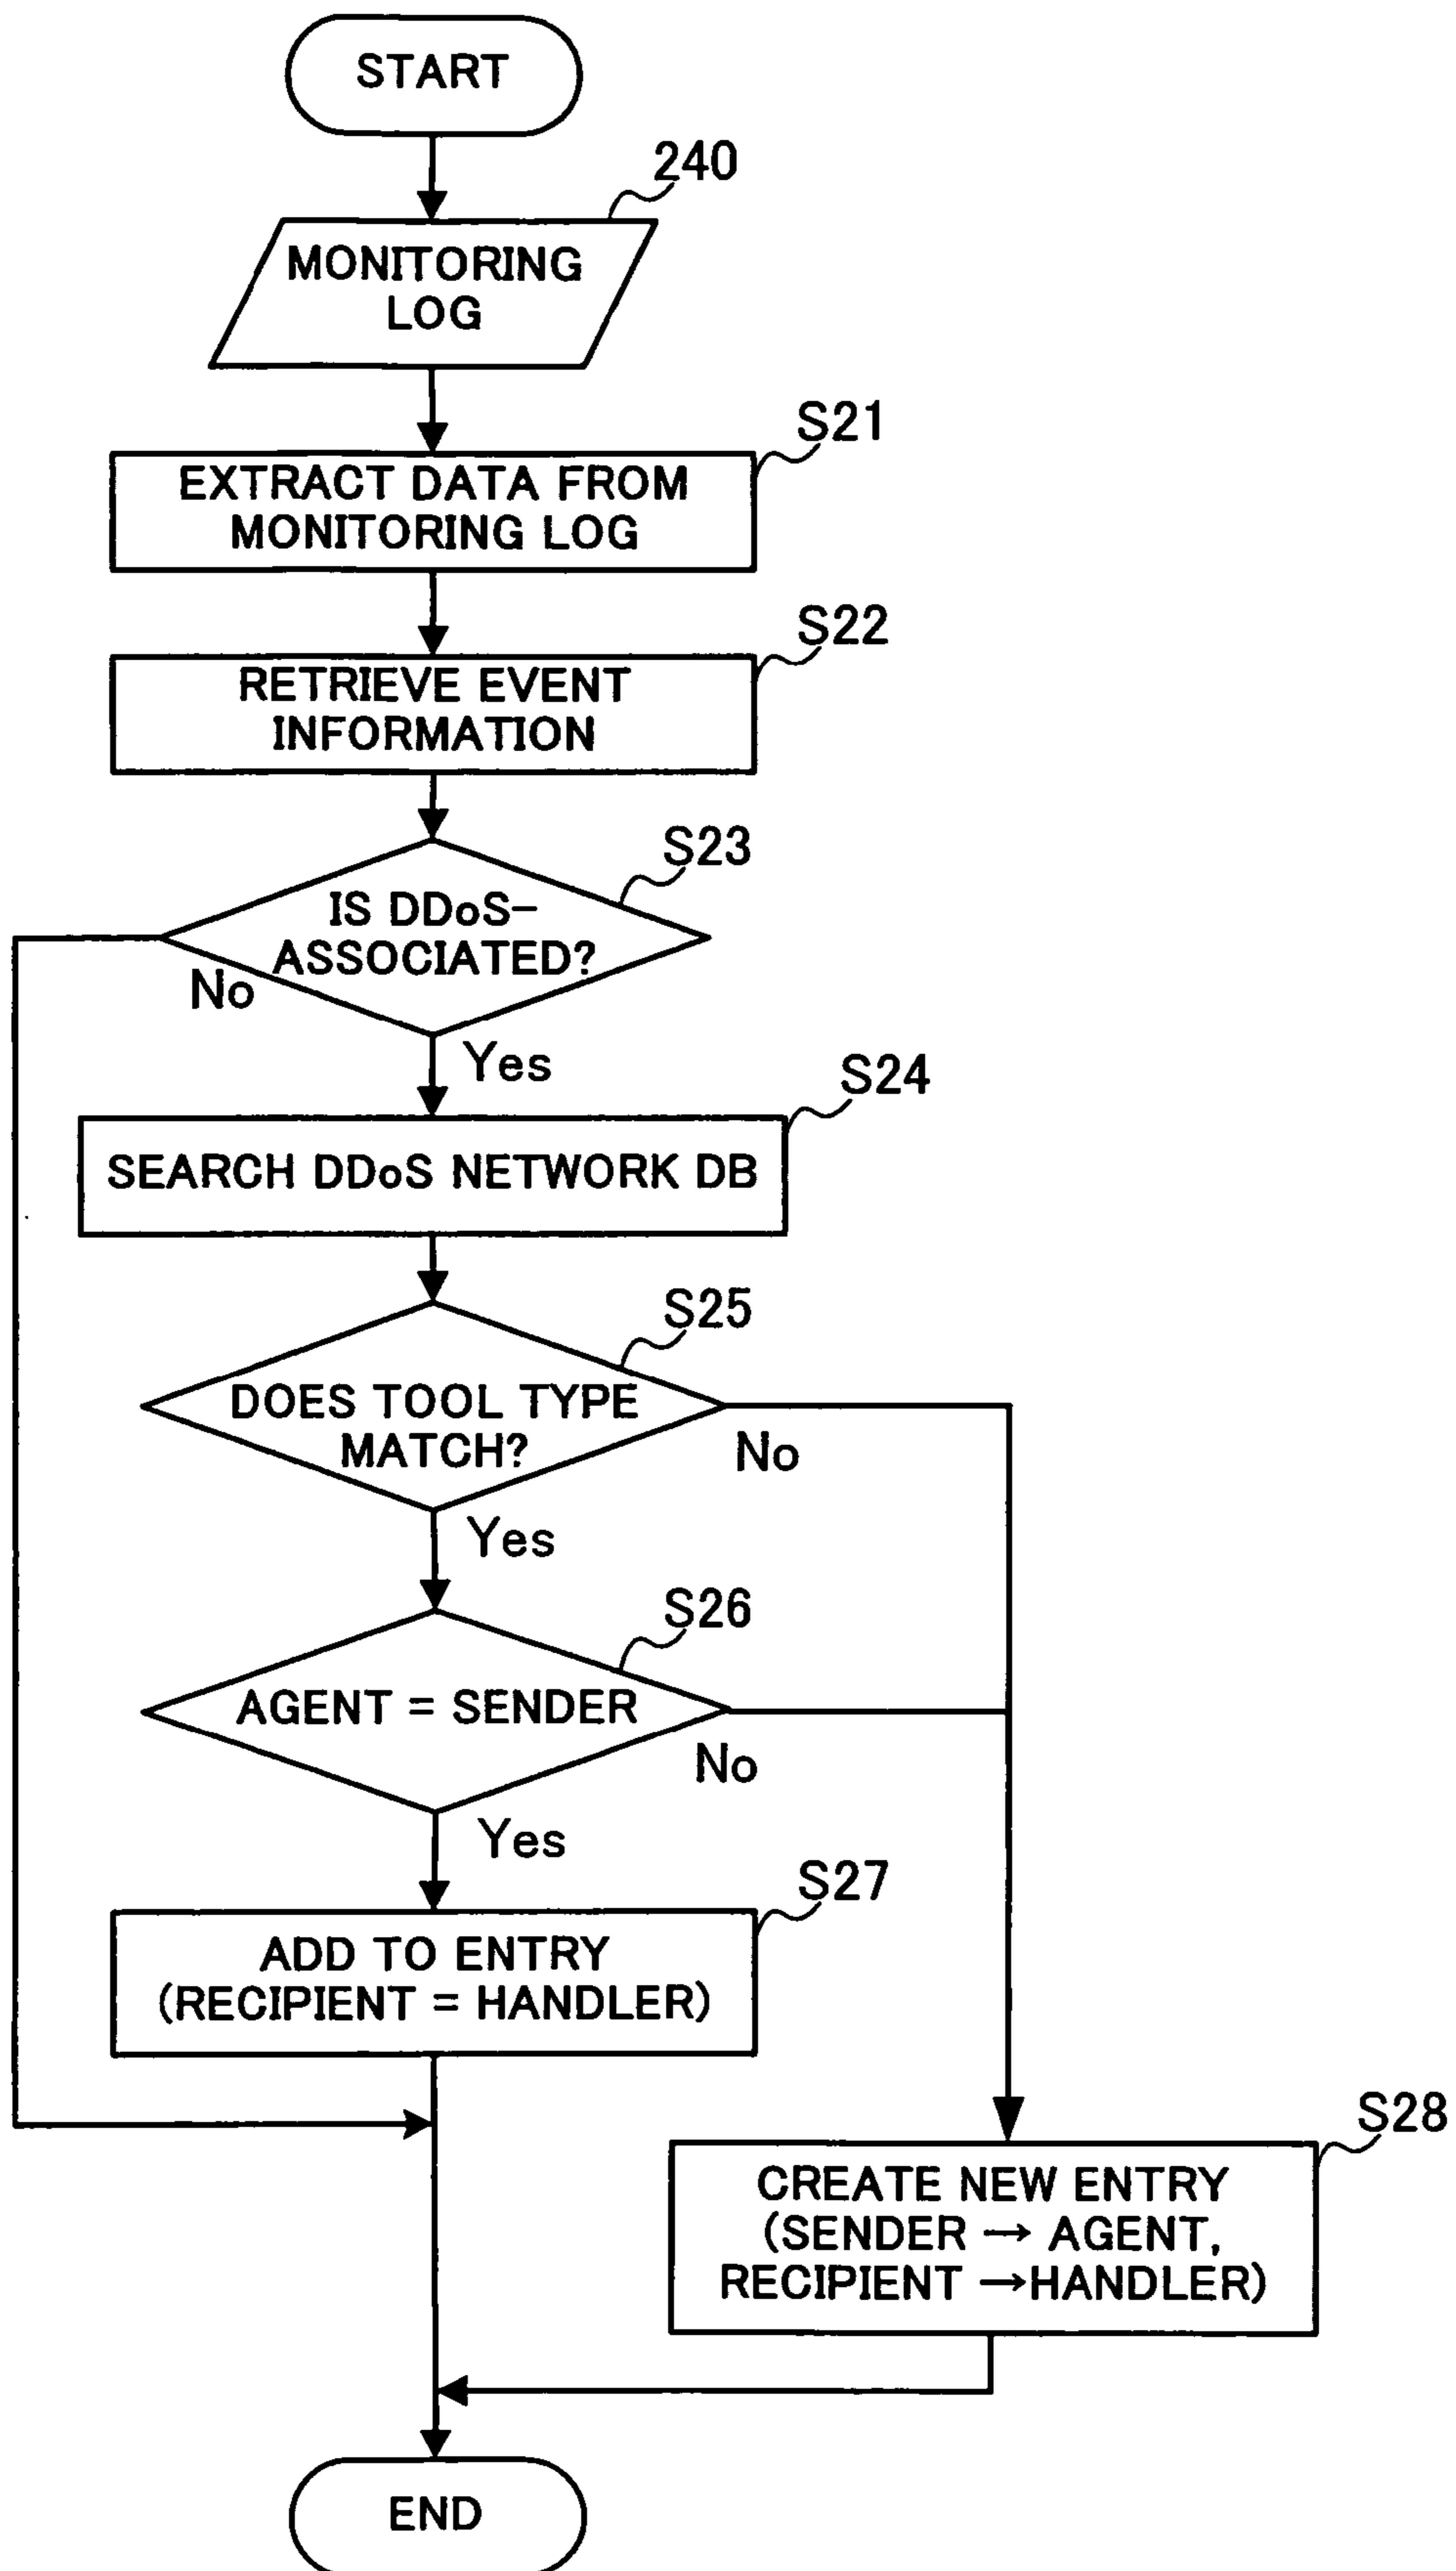 START
240
MONITORING
LOG
S21
EXTRACT DATA FROM
MONITORING LOG
S22
RETRIEVE EVENT
INFORMATION
S23
IS DDoS-
ASSOCIATED?
No
Yes
S24
SEARCH DDoS NETWORK DB
S25
DOES TOOL TYPE
MATCH?
No
Yes
S26
AGENT = SENDER
No
Yes
S27
ADD TO ENTRY
(RECIPIENT = HANDLER)
S28
CREATE NEW ENTRY
(SENDER → AGENT,
RECIPIENT →HANDLER)
END